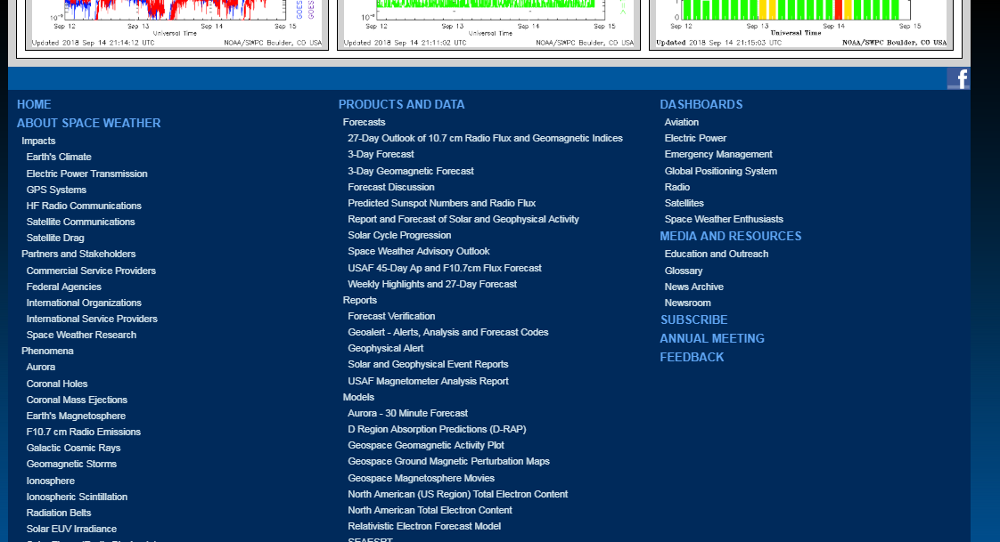 10⁻⁹
Sep 12 Sep 13 Sep 14 Sep 15
Universal Time
Updated 2018 Sep 14 21:14:12 UTC NOAA/SWPC Boulder, CO USA
Sep 12 Sep 13 Sep 14 Sep 15
Universal Time
Updated 2018 Sep 14 21:11:02 UTC NOAA/SWPC Boulder, CO USA
0
Sep 12 Sep 13 Sep 14 Sep 15
Universal Time
Updated 2018 Sep 14 21:15:03 UTC NOAA/SWPC Boulder, CO USA
f
HOME
ABOUT SPACE WEATHER
Impacts
Earth's Climate
Electric Power Transmission
GPS Systems
HF Radio Communications
Satellite Communications
Satellite Drag
Partners and Stakeholders
Commercial Service Providers
Federal Agencies
International Organizations
International Service Providers
Space Weather Research
Phenomena
Aurora
Coronal Holes
Coronal Mass Ejections
Earth's Magnetosphere
F10.7 cm Radio Emissions
Galactic Cosmic Rays
Geomagnetic Storms
Ionosphere
Ionospheric Scintillation
Radiation Belts
Solar EUV Irradiance
PRODUCTS AND DATA
Forecasts
27-Day Outlook of 10.7 cm Radio Flux and Geomagnetic Indices
3-Day Forecast
3-Day Geomagnetic Forecast
Forecast Discussion
Predicted Sunspot Numbers and Radio Flux
Report and Forecast of Solar and Geophysical Activity
Solar Cycle Progression
Space Weather Advisory Outlook
USAF 45-Day Ap and F10.7cm Flux Forecast
Weekly Highlights and 27-Day Forecast
Reports
Forecast Verification
Geoalert - Alerts, Analysis and Forecast Codes
Geophysical Alert
Solar and Geophysical Event Reports
USAF Magnetometer Analysis Report
Models
Aurora - 30 Minute Forecast
D Region Absorption Predictions (D-RAP)
Geospace Geomagnetic Activity Plot
Geospace Ground Magnetic Perturbation Maps
Geospace Magnetosphere Movies
North American (US Region) Total Electron Content
North American Total Electron Content
Relativistic Electron Forecast Model
DASHBOARDS
Aviation
Electric Power
Emergency Management
Global Positioning System
Radio
Satellites
Space Weather Enthusiasts
MEDIA AND RESOURCES
Education and Outreach
Glossary
News Archive
Newsroom
SUBSCRIBE
ANNUAL MEETING
FEEDBACK